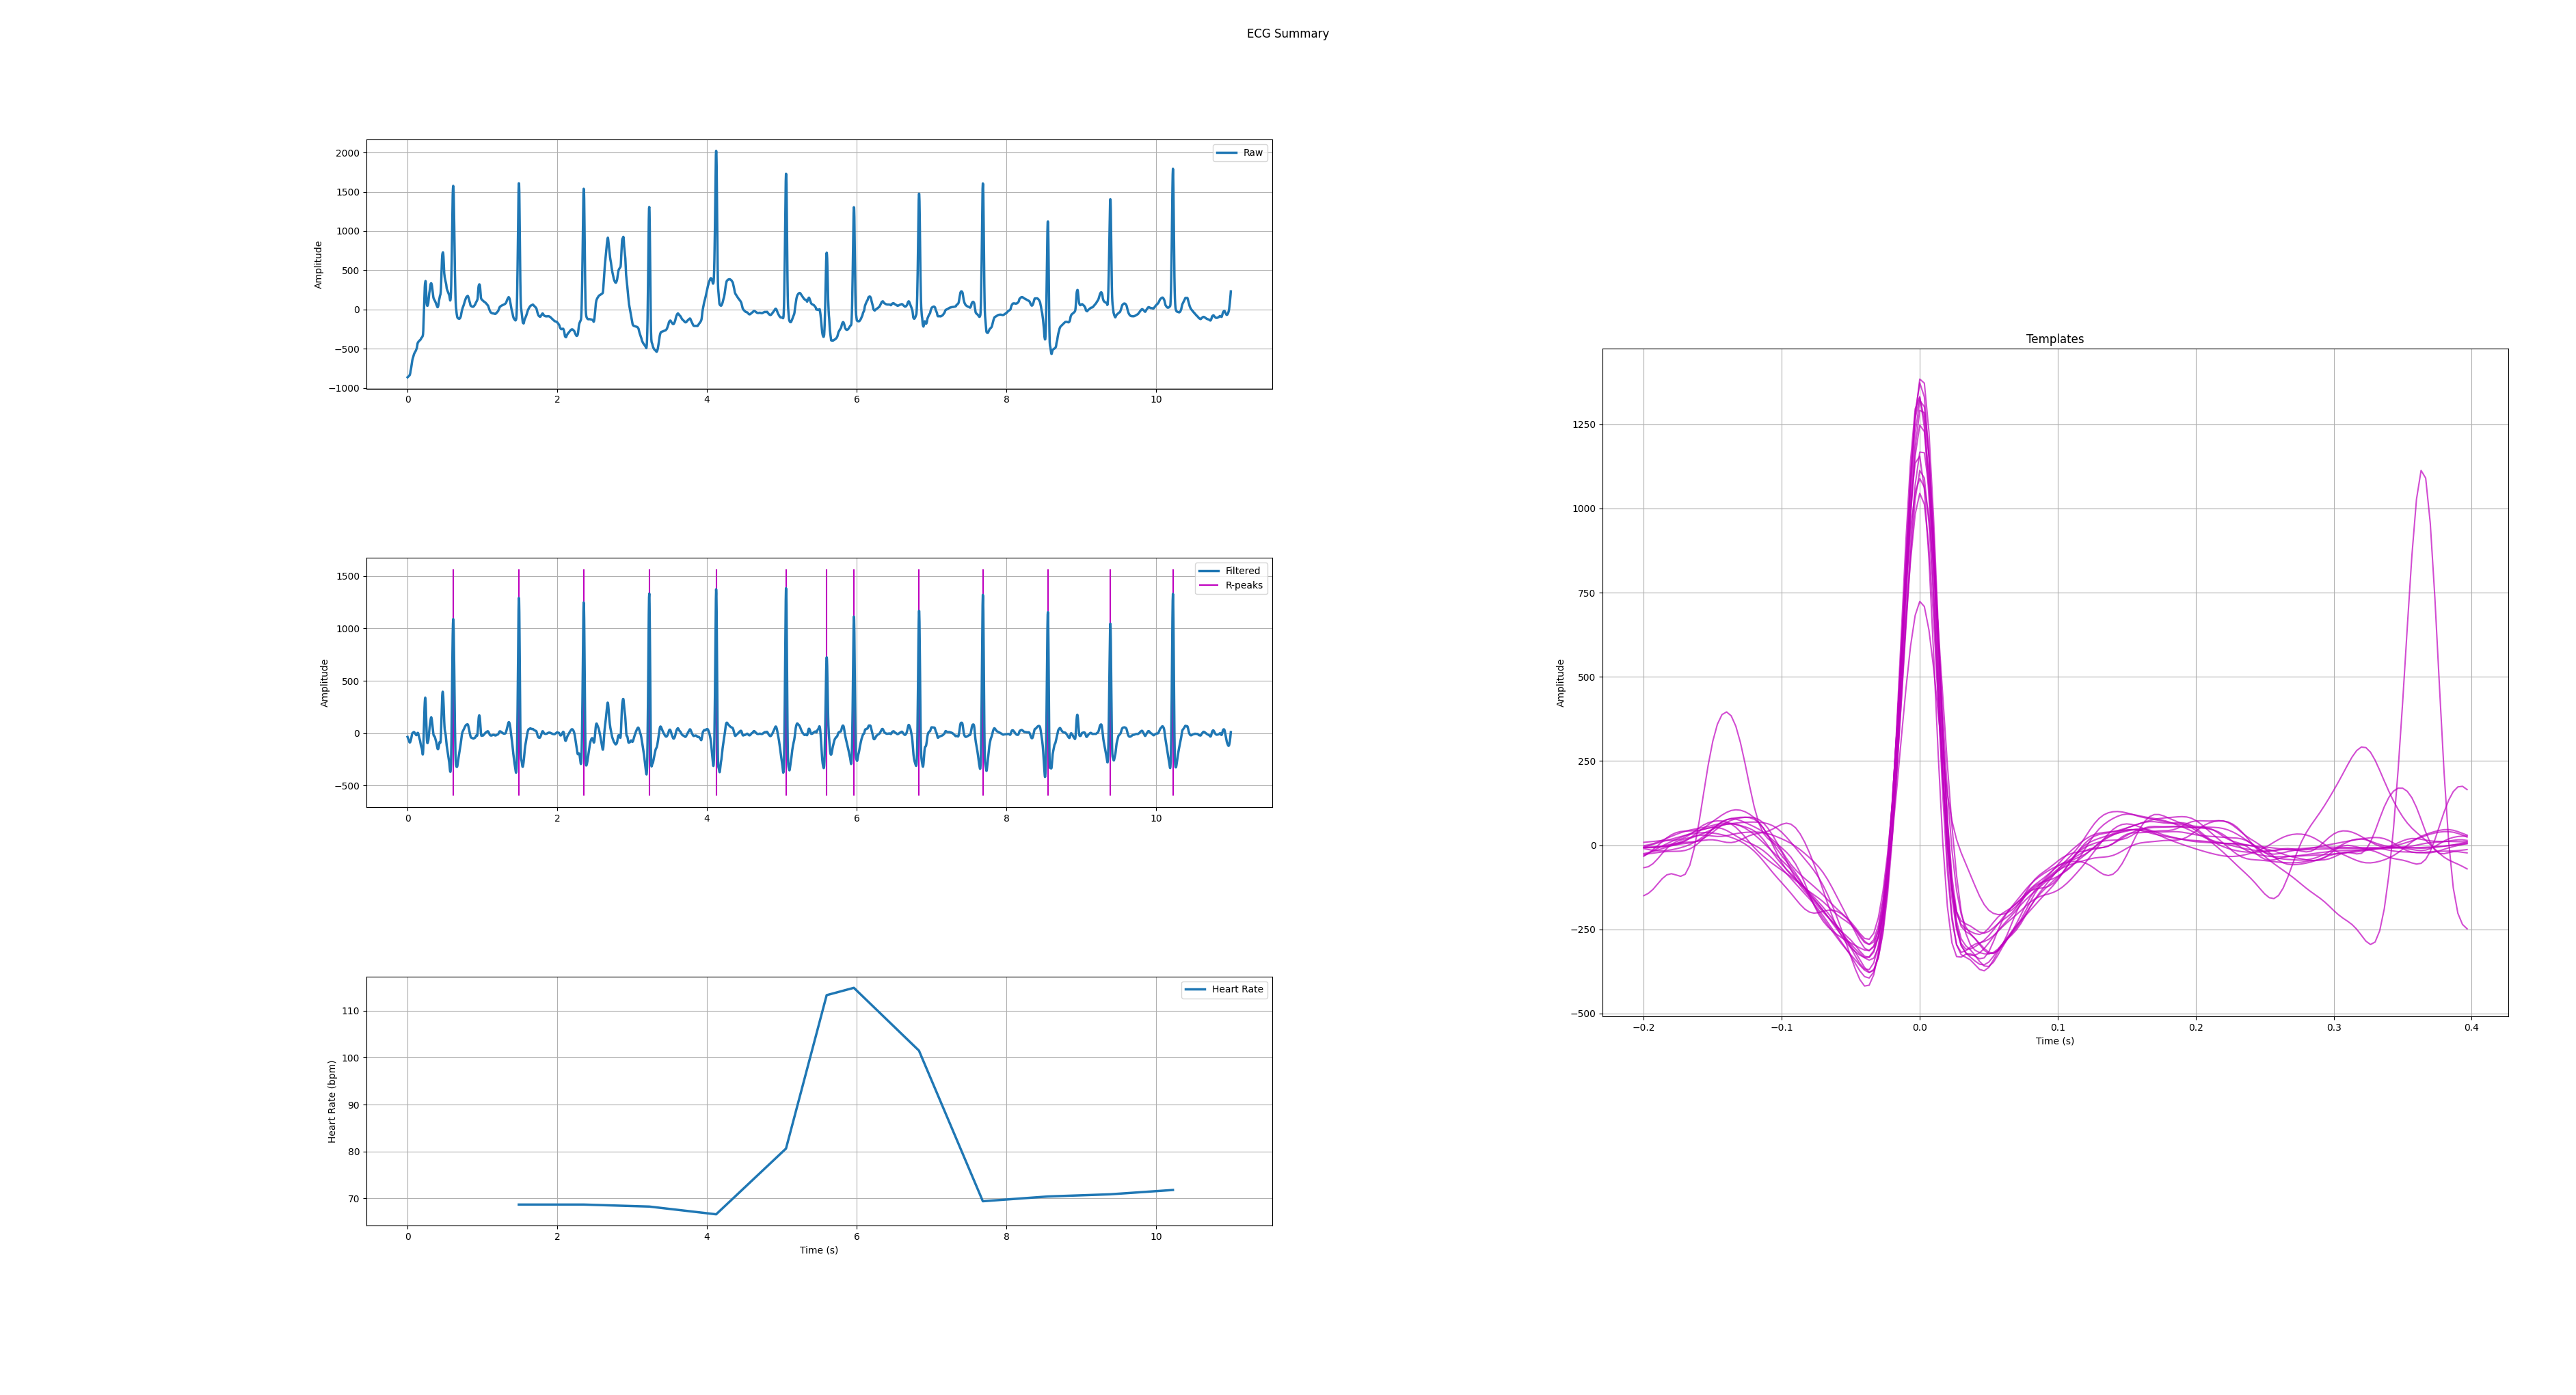 ECG Summary
Raw
Amplitude
2000
1500
1000
500
0
−500
−1000
0 2 4 6 8 10
Filtered
R-peaks
Amplitude
1500
1000
500
0
−500
0 2 4 6 8 10
Heart Rate
Heart Rate (bpm)
110
100
90
80
70
0 2 4 6 8 10
Time (s)
Templates
Amplitude
1250
1000
750
500
250
0
−250
−500
−0.2 −0.1 0.0 0.1 0.2 0.3 0.4
Time (s)